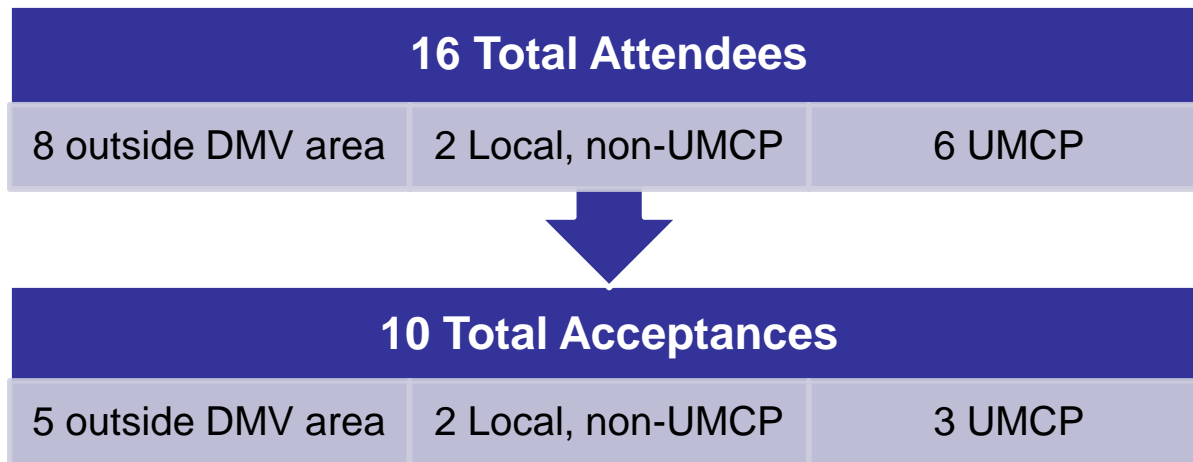 16 Total Attendees
8 outside DMV area
2 Local, non-UMCP
6 UMCP
10 Total Acceptances
5 outside DMV area
2 Local, non-UMCP
3 UMCP